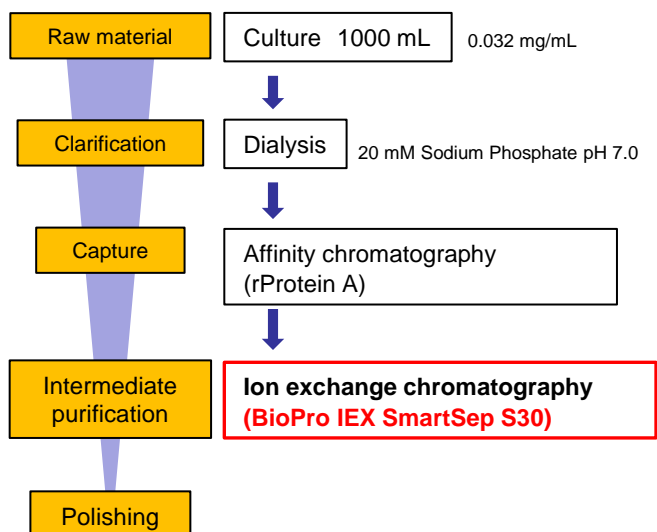 Raw material
Culture 1000 mL
0.032 mg/mL
Clarification
Dialysis
20 mM Sodium Phosphate pH 7.0
Capture
Affinity chromatography
(rProtein A)
Intermediate
purification
Ion exchange chromatography
(BioPro IEX SmartSep S30)
Polishing